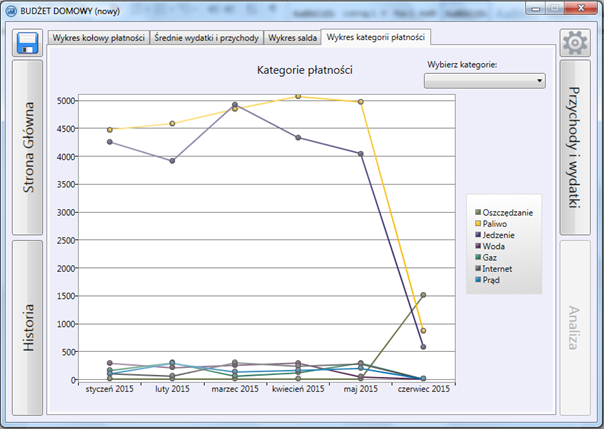 BUDŻET DOMOWY (nowy)
Wykres kołowy płatności
Średnie wydatki i przychody
Wykres salda
Wykres kategorii płatności
Strona Główna
Historia
Kategorie płatności
Wybierz kategorie:
5000
4500
4000
3500
3000
2500
2000
1500
1000
500
0
styczeń 2015
luty 2015
marzec 2015
kwiecień 2015
maj 2015
czerwiec 2015
Oszczędzanie
Paliwo
Jedzenie
Woda
Gaz
Internet
Prąd
Przychody i wydatki
Analiza